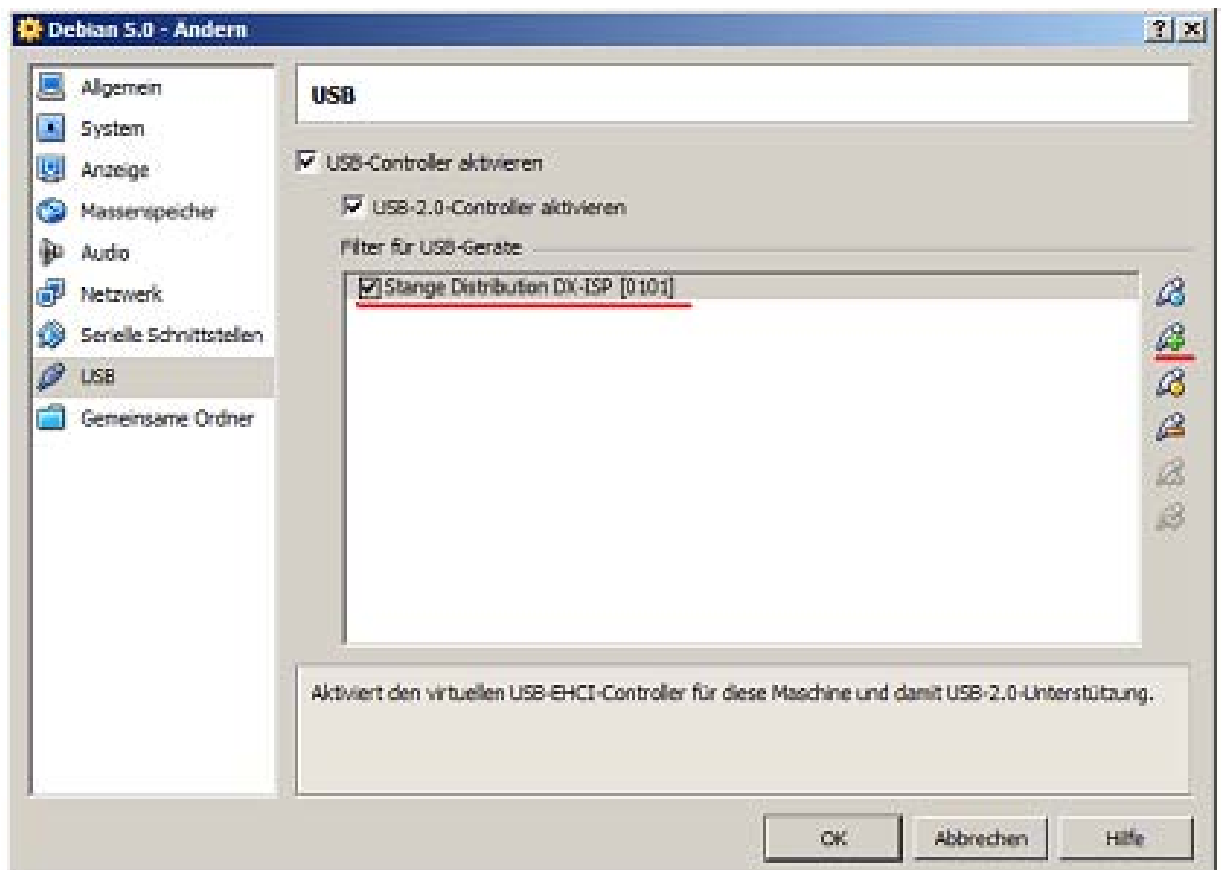 Debian 5.0 - Ändern
Allgemein
System
Anzeige
Massenspeicher
Audio
Netzwerk
Serielle Schnittstellen
USB
Gemeinsame Ordner
USB
USB-Controller aktivieren
USB-2.0-Controller aktivieren
Filter für USB-Geräte
Stange Distribution DX-ISP [0101]
Aktiviert den virtuellen USB-EHCI-Controller für diese Maschine und damit USB-2.0-Unterstützung.
OK
Abbrechen
Hilfe